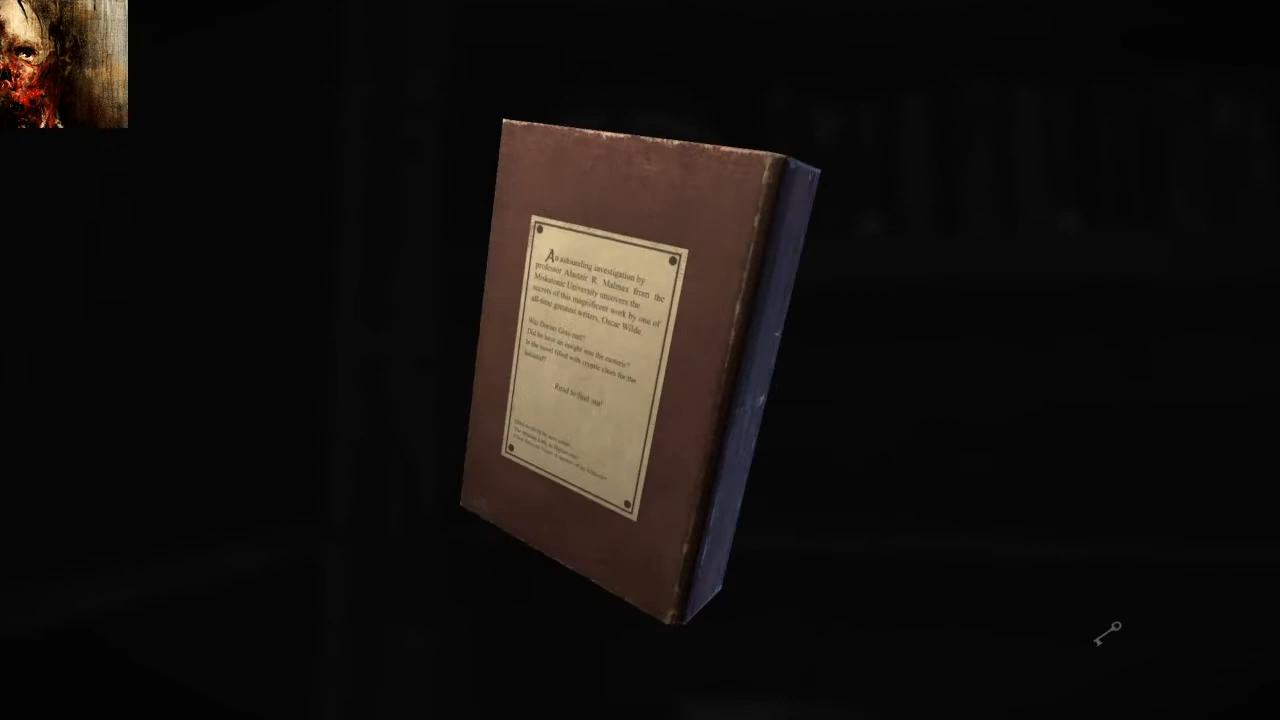 An astounding investigation by
professor Alastair R. Malmax from the
Miskatonic University uncovers the
secrets of this magnificent work by one of
all-time greatest writers, Oscar Wilde
Was Dorian Gray real?
Did he have an insight into the esoteric?
Is the novel filled with cryptic clues for the
initiated?
Read to find out!